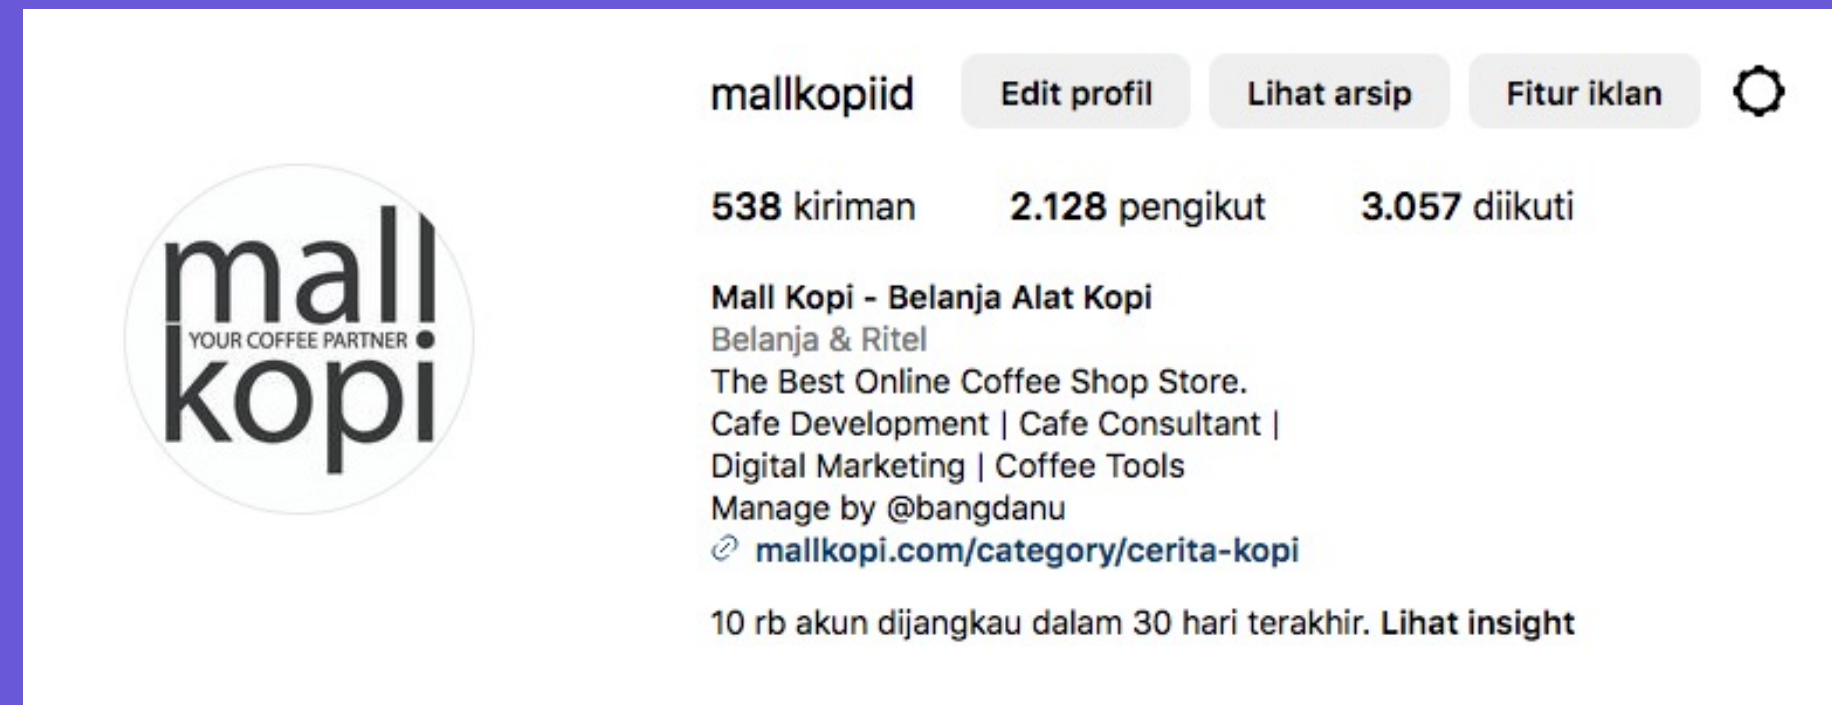 mallkopiid Edit profil Lihat arsip Fitur iklan
538 kiriman 2.128 pengikut 3.057 diikuti
mall
YOUR COFFEE PARTNER
kopi
Mall Kopi - Belanja Alat Kopi
Belanja & Ritel
The Best Online Coffee Shop Store.
Cafe Development | Cafe Consultant |
Digital Marketing | Coffee Tools
Manage by @bangdanu
mallkopi.com/category/cerita-kopi
10 rb akun dijangkau dalam 30 hari terakhir. Lihat insight